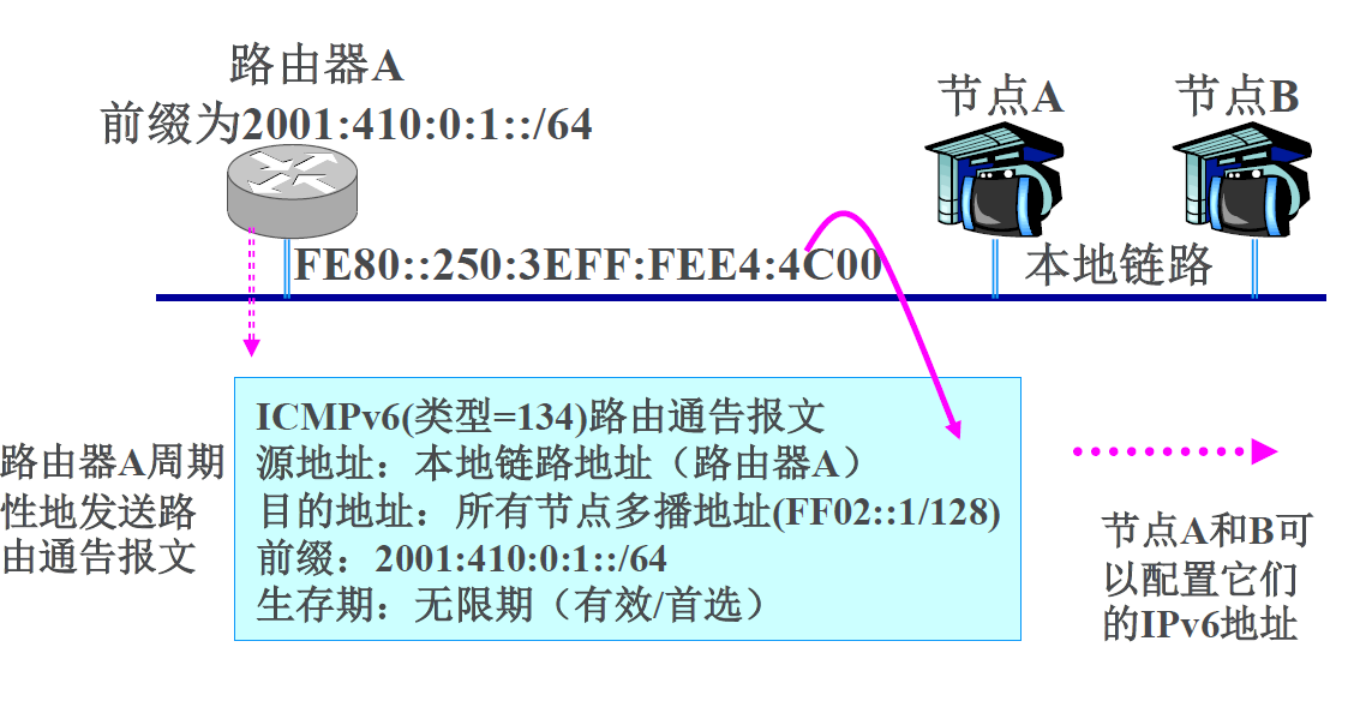 路由器A
前缀为2001:410:0:1::/64
节点A
节点B
FE80::250:3EFF:FEE4:4C00
本地链路
路由器A周期
性地发送路
由通告报文
ICMPv6(类型=134)路由通告报文
源地址：本地链路地址（路由器A）
目的地址：所有节点多播地址(FF02::1/128)
前缀：2001:410:0:1::/64
生存期：无限期（有效/首选）
节点A和B可
以配置它们
的IPv6地址